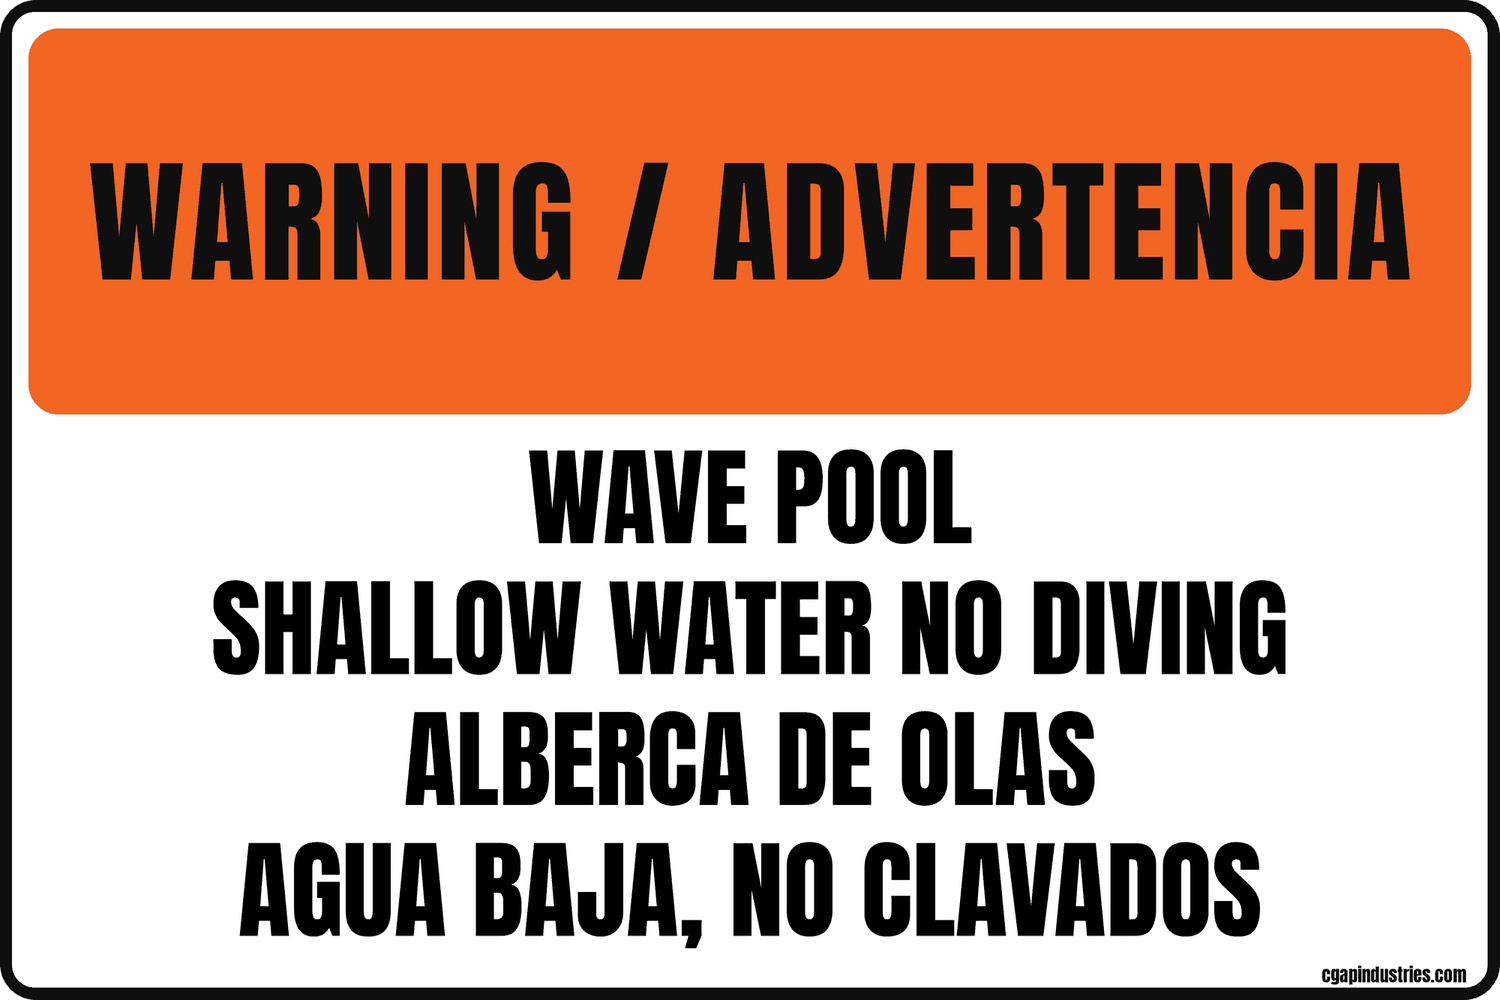 WARNING / ADVERTENCIA
WAVE POOL
SHALLOW WATER NO DIVING
ALBERCA DE OLAS
AGUA BAJA, NO CLAVADOS
cgapindustries.com